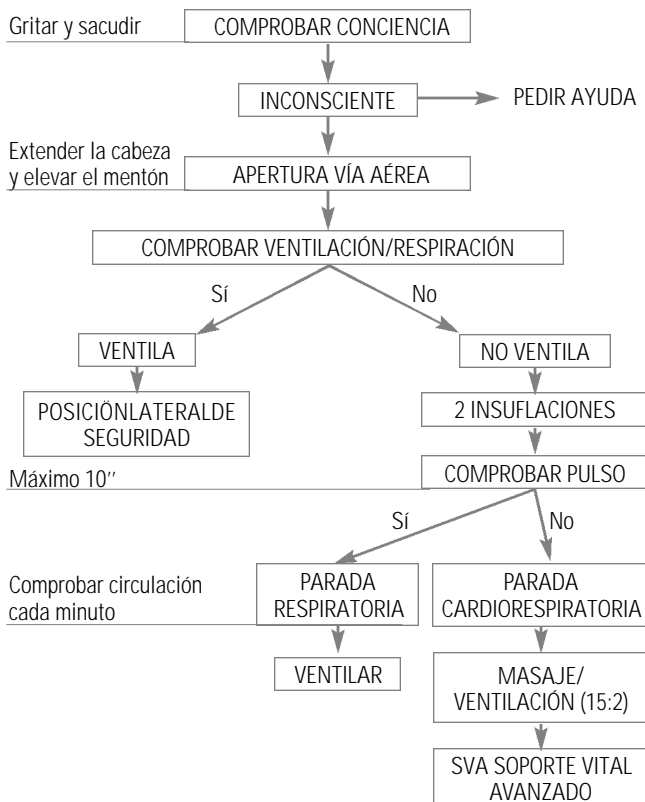 Gritar y sacudir
COMPROBAR CONCIENCIA
INCONSCIENTE
PEDIR AYUDA
Extender la cabeza
y elevar el mentón
APERTURA VÍA AÉREA
COMPROBAR VENTILACIÓN/RESPIRACIÓN
Sí
No
VENTILA
NO VENTILA
POSICIÖNLATERALDE
SEGURIDAD
2 INSUFLACIONES
Máximo 10’’
COMPROBAR PULSO
Sí
No
Comprobar circulación
cada minuto
PARADA
RESPIRATORIA
PARADA
CARDIORESPIRATORIA
VENTILAR
MASAJE/
VENTILACIÓN (15:2)
SVA SOPORTE VITAL
AVANZADO